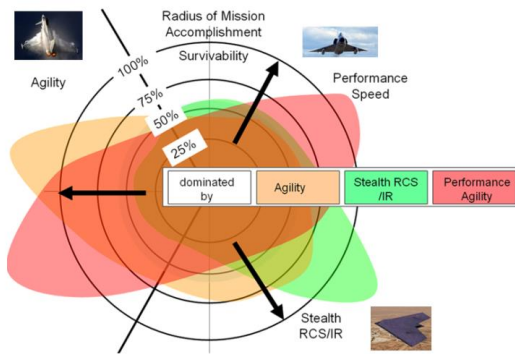 Radius of Mission
Accomplishment
Survivability
Agility
100%
75%
50%
25%
Performance
Speed
dominated
by
Agility
Stealth RCS
/IR
Performance
Agility
Stealth
RCS/IR